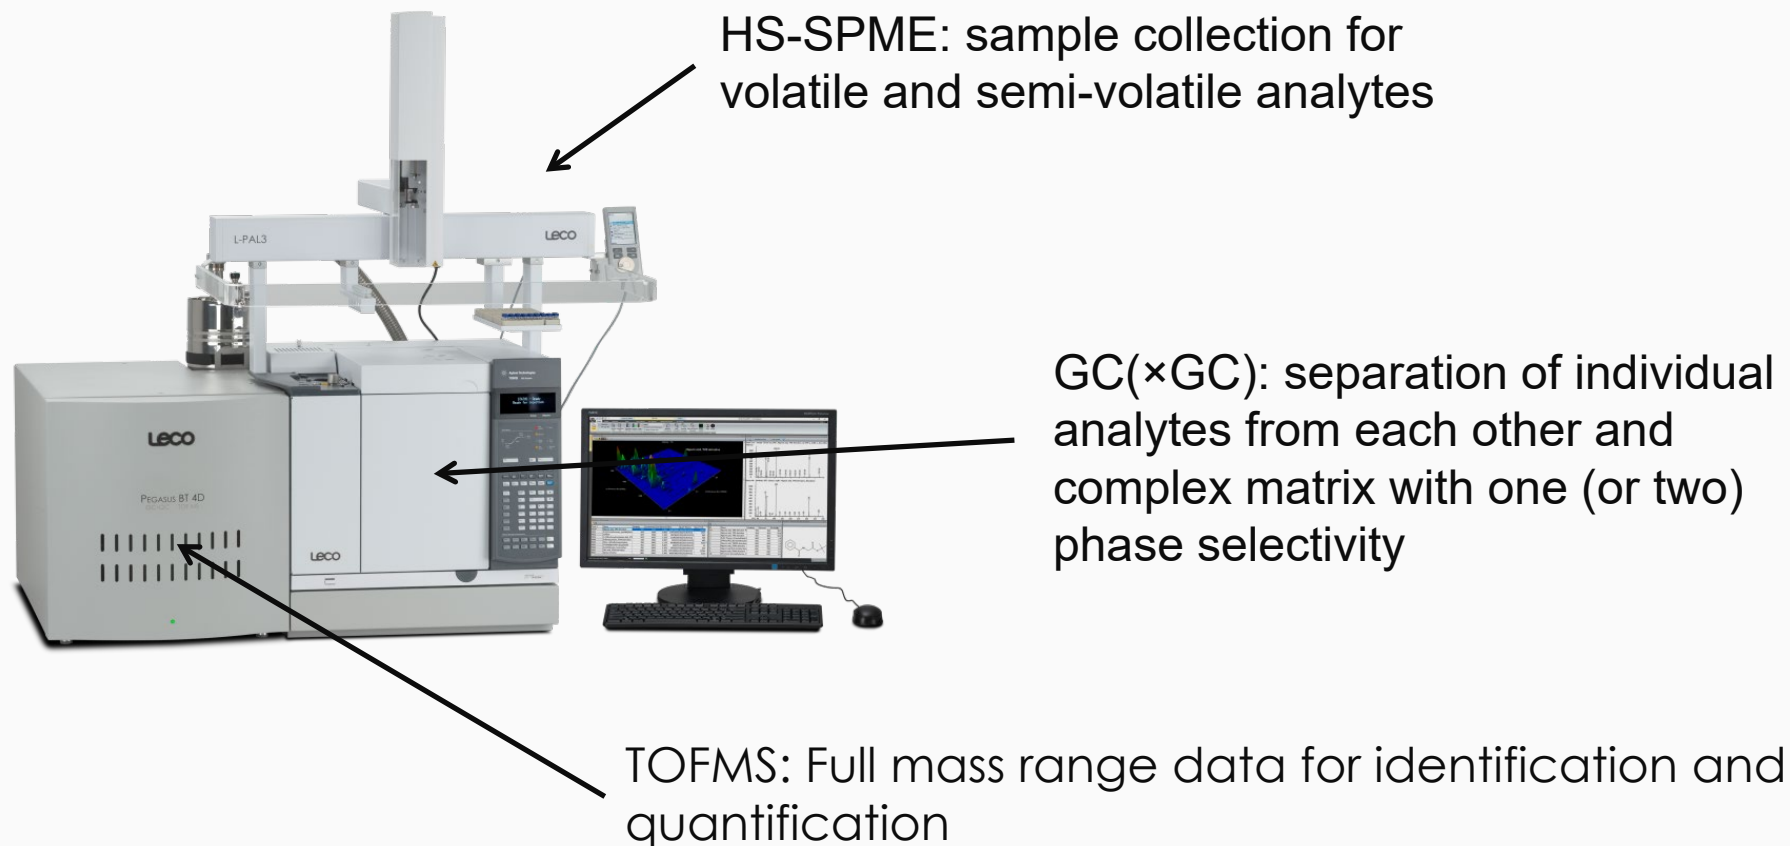 HS-SPME: sample collection for
volatile and semi-volatile analytes
L-PAL3
LECO
GC(×GC): separation of individual
analytes from each other and
complex matrix with one (or two)
phase selectivity
Agilent Technologies
LECO
PEGASUS BT 4D
LECO
TOFMS: Full mass range data for identification and
quantification